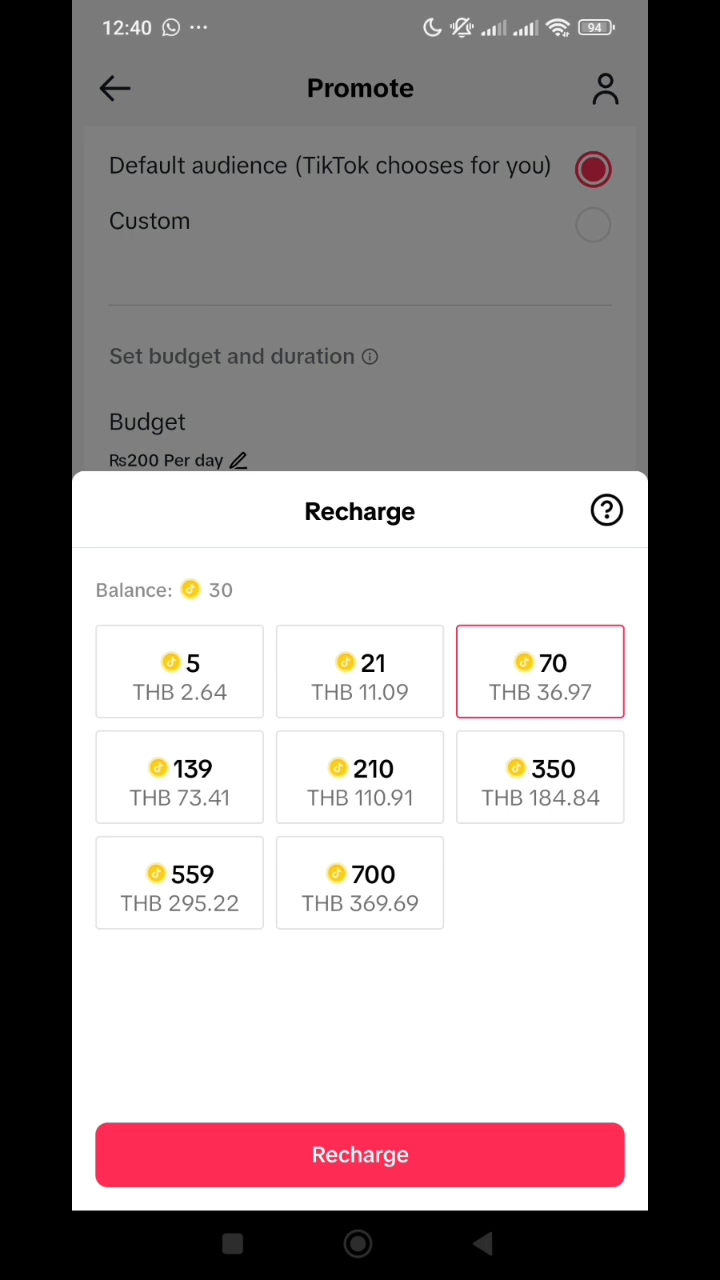 12:40
94
Promote
Default audience (TikTok chooses for you)
Custom
Set budget and duration
Budget
₨200 Per day
Recharge
Balance: 30
5
THB 2.64
21
THB 11.09
70
THB 36.97
139
THB 73.41
210
THB 110.91
350
THB 184.84
559
THB 295.22
700
THB 369.69
Recharge